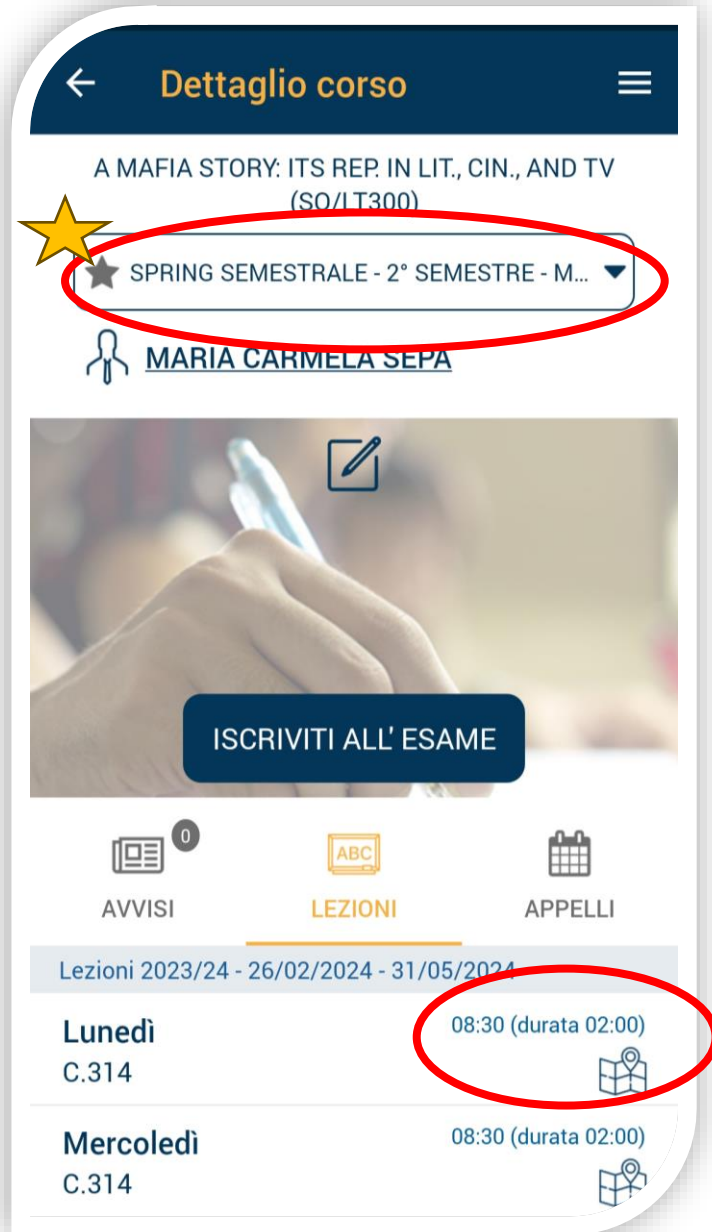 Dettaglio corso
A MAFIA STORY: ITS REP. IN LIT., CIN., AND TV
(SO/LT300)
SPRING SEMESTRALE - 2° SEMESTRE - M...
MARIA CARMELA SEPA
ISCRIVITI ALL' ESAME
0
ABC
AVVISI
LEZIONI
APPELLI
Lezioni 2023/24 - 26/02/2024 - 31/05/2024
Lunedì
08:30 (durata 02:00)
C.314
Mercoledì
08:30 (durata 02:00)
C.314